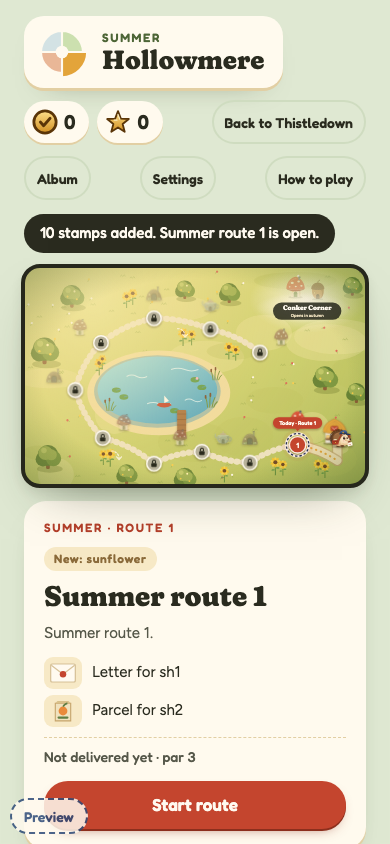 SUMMER
Hollowmere
0
0
Back to Thistledown
Album
Settings
How to play
10 stamps added. Summer route 1 is open.
Conker Corner
Opens in autumn
Today · Route 1
1
SUMMER · ROUTE 1
New: sunflower
Summer route 1
Summer route 1.
Letter for sh1
Parcel for sh2
Not delivered yet · par 3
Start route
Preview